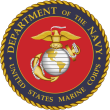 DEPARTMENT OF THE NAVY
UNITED STATES MARINE CORPS